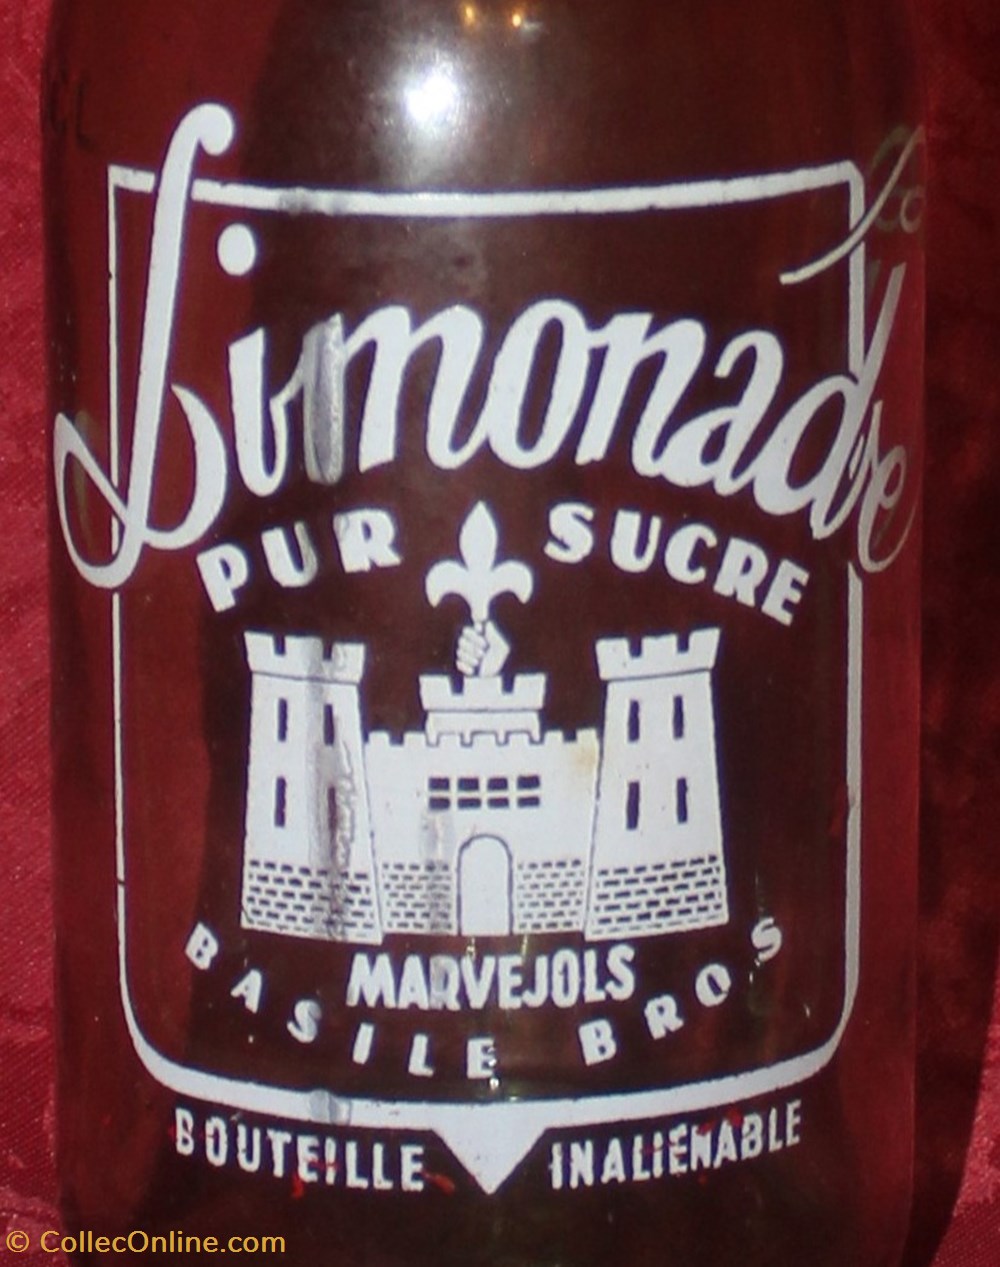 Limonade
PUR SUCRE
MARVEJOLS
BASILE BROS
BOUTEILLE INALIENABLE
© CollecOnline.com